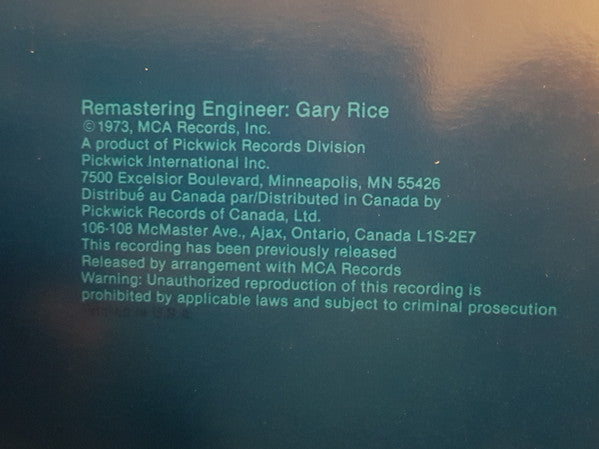 Remastering Engineer: Gary Rice
©1973, MCA Records, Inc.
A product of Pickwick Records Division
Pickwick International Inc.
7500 Excelsior Boulevard, Minneapolis, MN 55426
Distribué au Canada par/Distributed in Canada by
Pickwick Records of Canada, Ltd.
106-108 McMaster Ave., Ajax, Ontario, Canada L1S-2E7
This recording has been previously released
Released by arrangement with MCA Records
Warning: Unauthorized reproduction of this recording is
prohibited by applicable laws and subject to criminal prosecution
Printed in U.S.A.